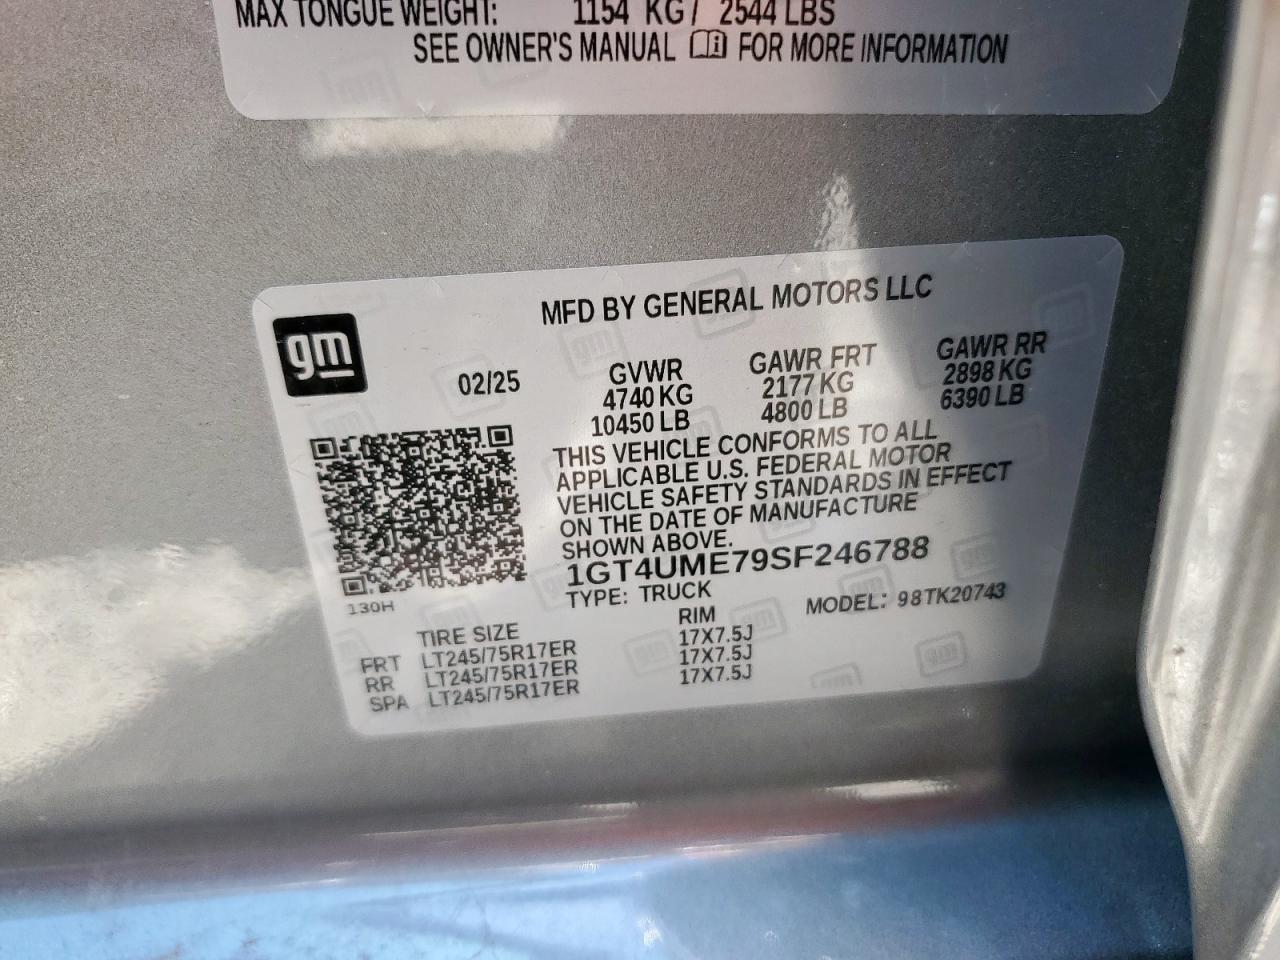 MAX TONGUE WEIGHT: 1154 KG / 2544 LBS
SEE OWNER'S MANUAL FOR MORE INFORMATION
MFD BY GENERAL MOTORS LLC
gm
02/25
GVWR
4740 KG
10450 LB
GAWR FRT
2177 KG
4800 LB
GAWR RR
2898 KG
6390 LB
THIS VEHICLE CONFORMS TO ALL
APPLICABLE U.S. FEDERAL MOTOR
VEHICLE SAFETY STANDARDS IN EFFECT
ON THE DATE OF MANUFACTURE
SHOWN ABOVE.
1GT4UME79SF246788
TYPE: TRUCK
MODEL: 98TK20743
130H
TIRE SIZE RIM
FRT LT245/75R17ER 17X7.5J
RR LT245/75R17ER 17X7.5J
SPA LT245/75R17ER 17X7.5J